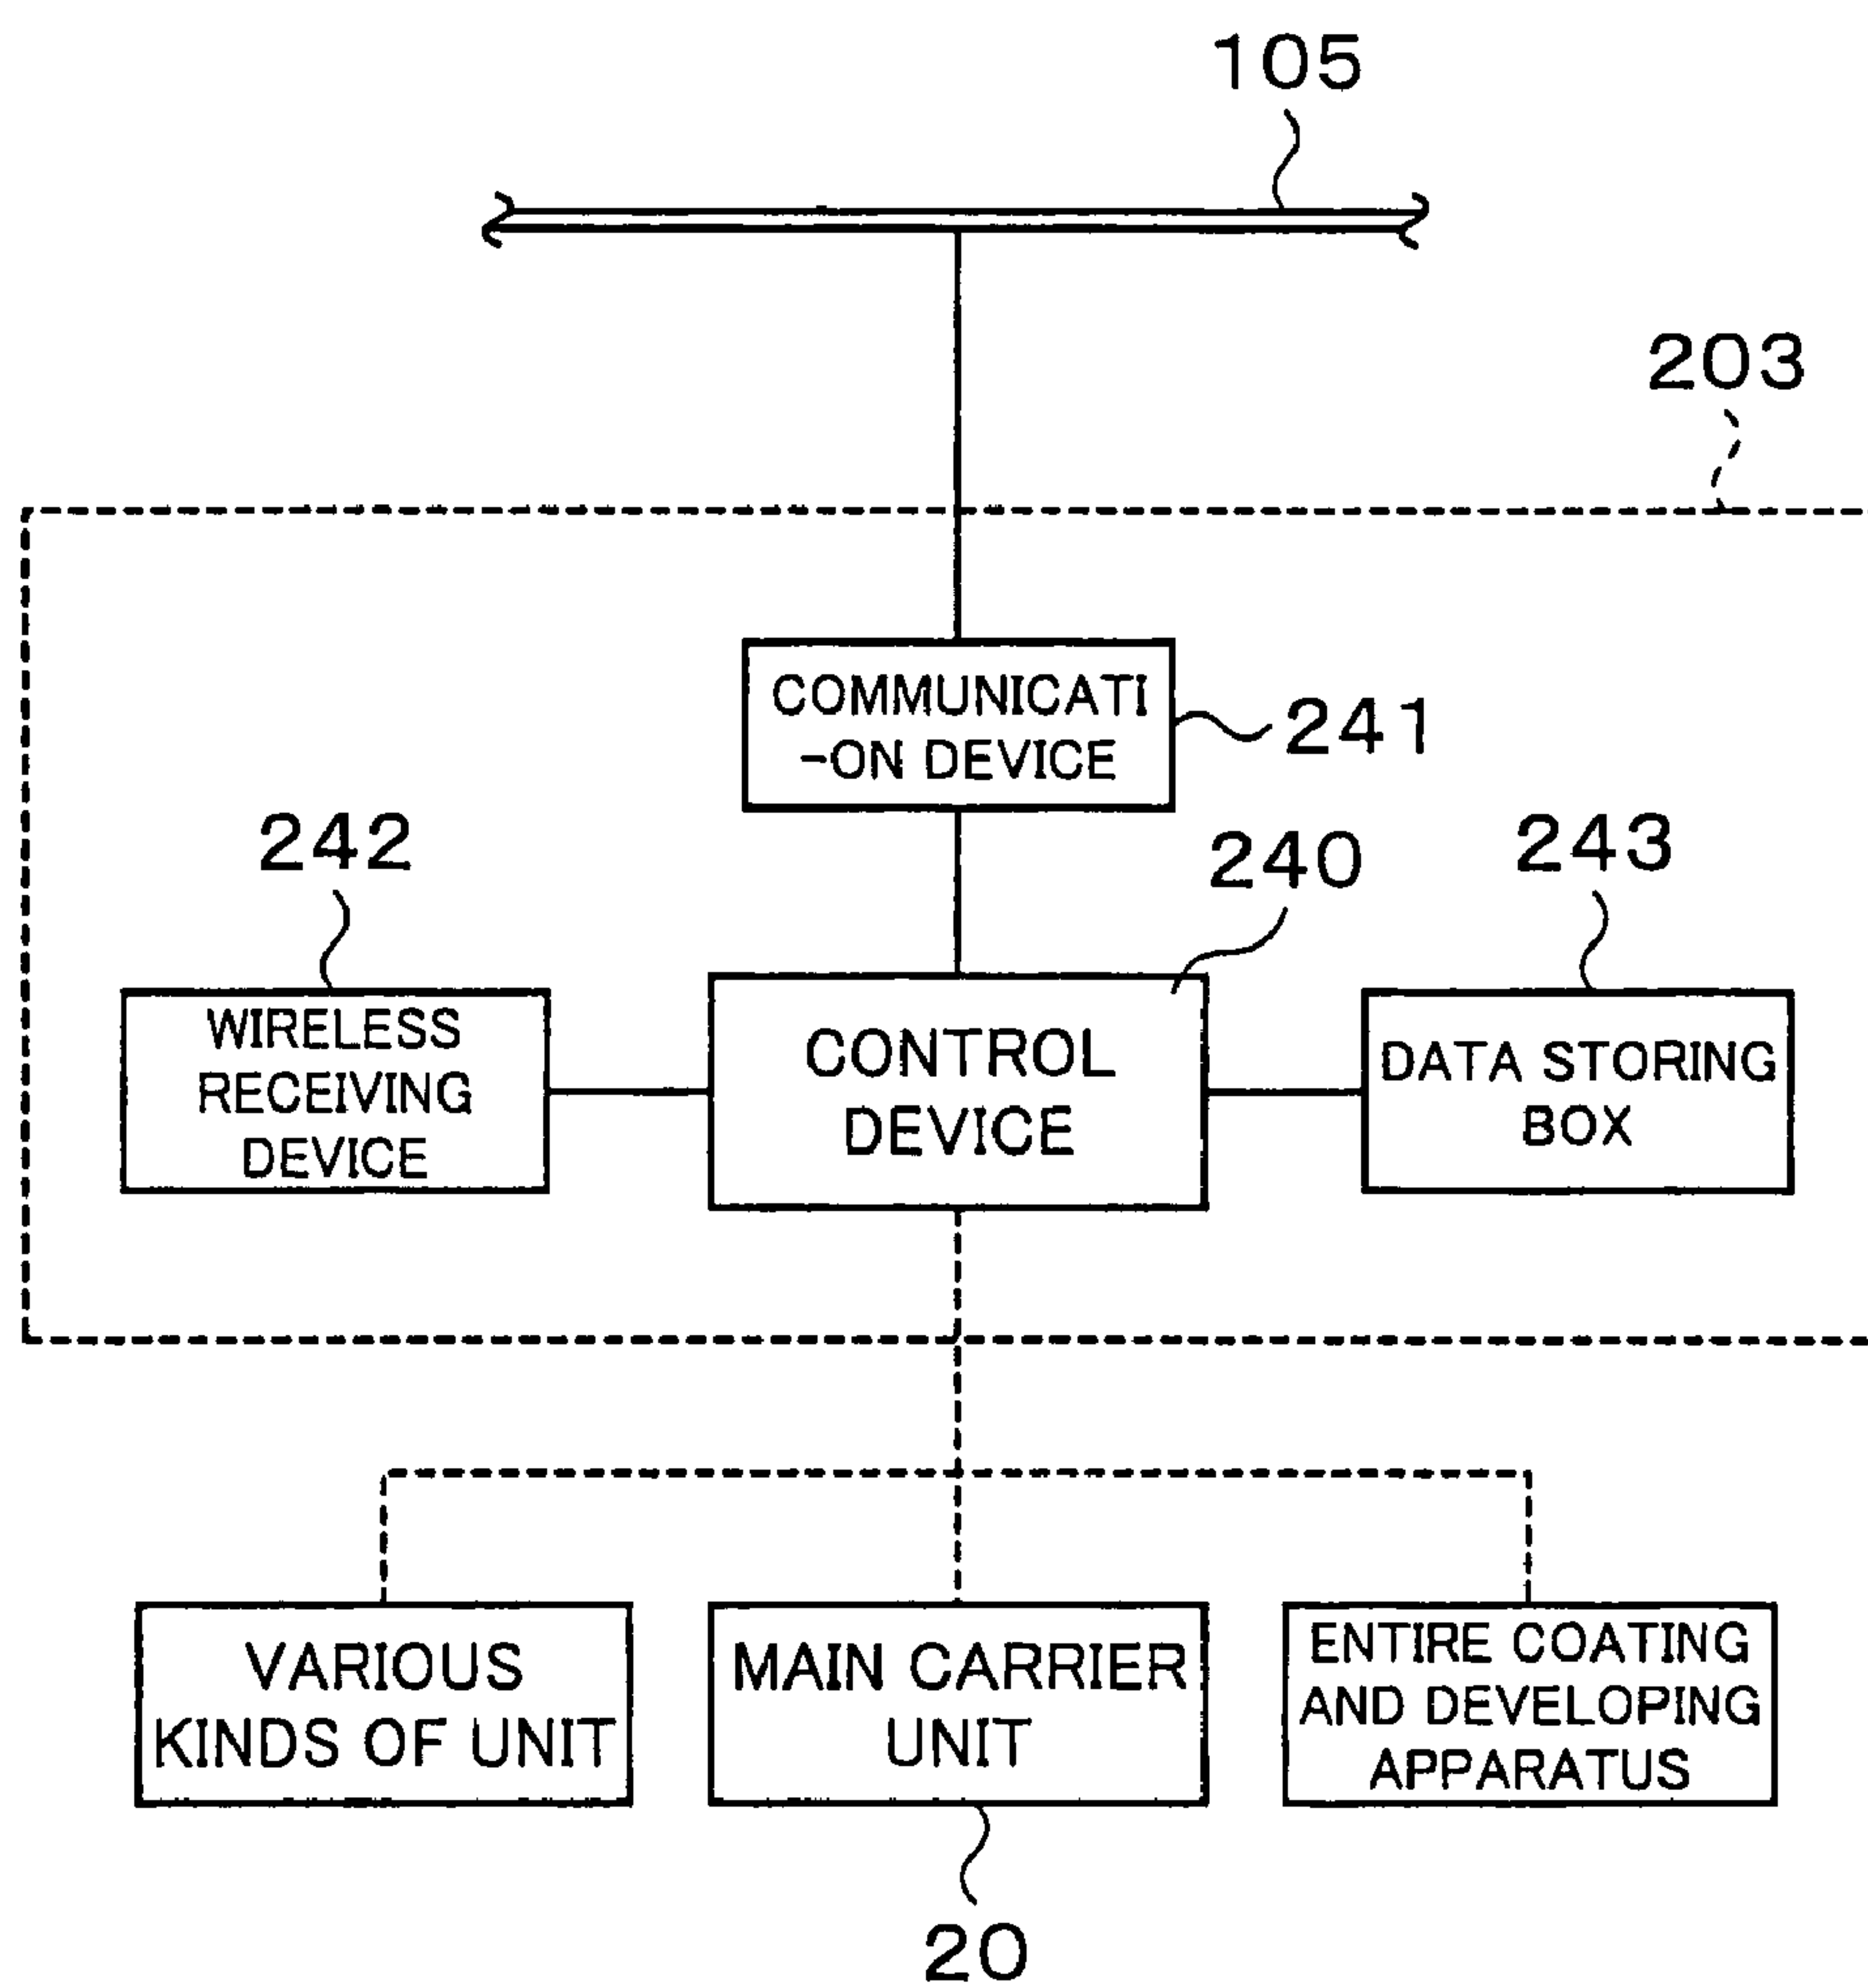 105
203
COMMUNICATI
-ON DEVICE
241
242
240
243
WIRELESS
RECEIVING
DEVICE
CONTROL
DEVICE
DATA STORING
BOX
VARIOUS
KINDS OF UNIT
MAIN CARRIER
UNIT
ENTIRE COATING
AND DEVELOPING
APPARATUS
20